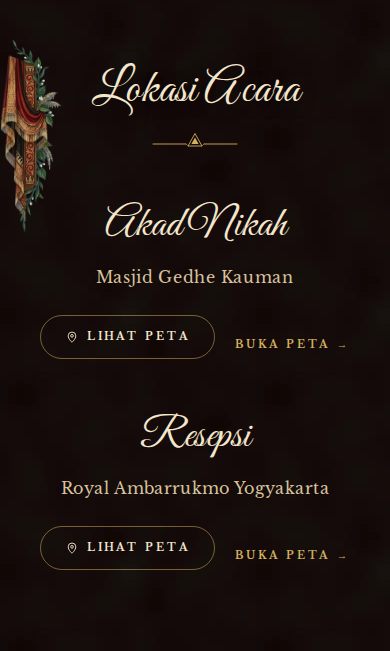 Lokasi Acara
Akad Nikah
Masjid Gedhe Kauman
LIHAT PETA
BUKA PETA →
Resepsi
Royal Ambarrukmo Yogyakarta
LIHAT PETA
BUKA PETA →